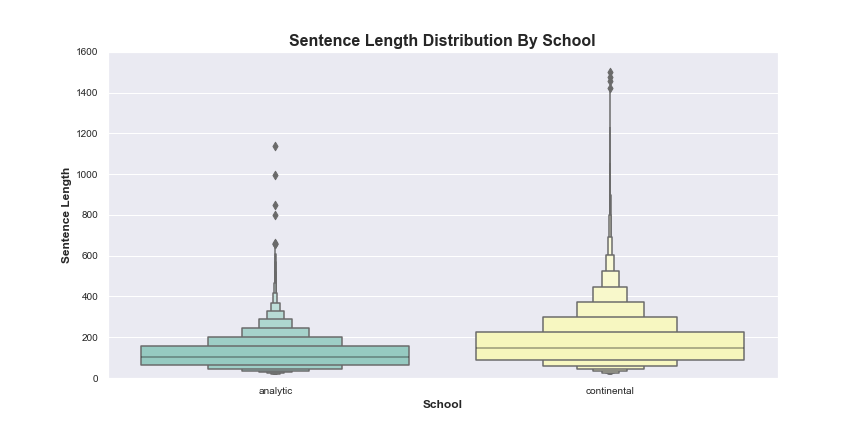 Sentence Length Distribution By School
1600
1400
1200
1000
800
600
400
200
0
Sentence Length
analytic
continental
School